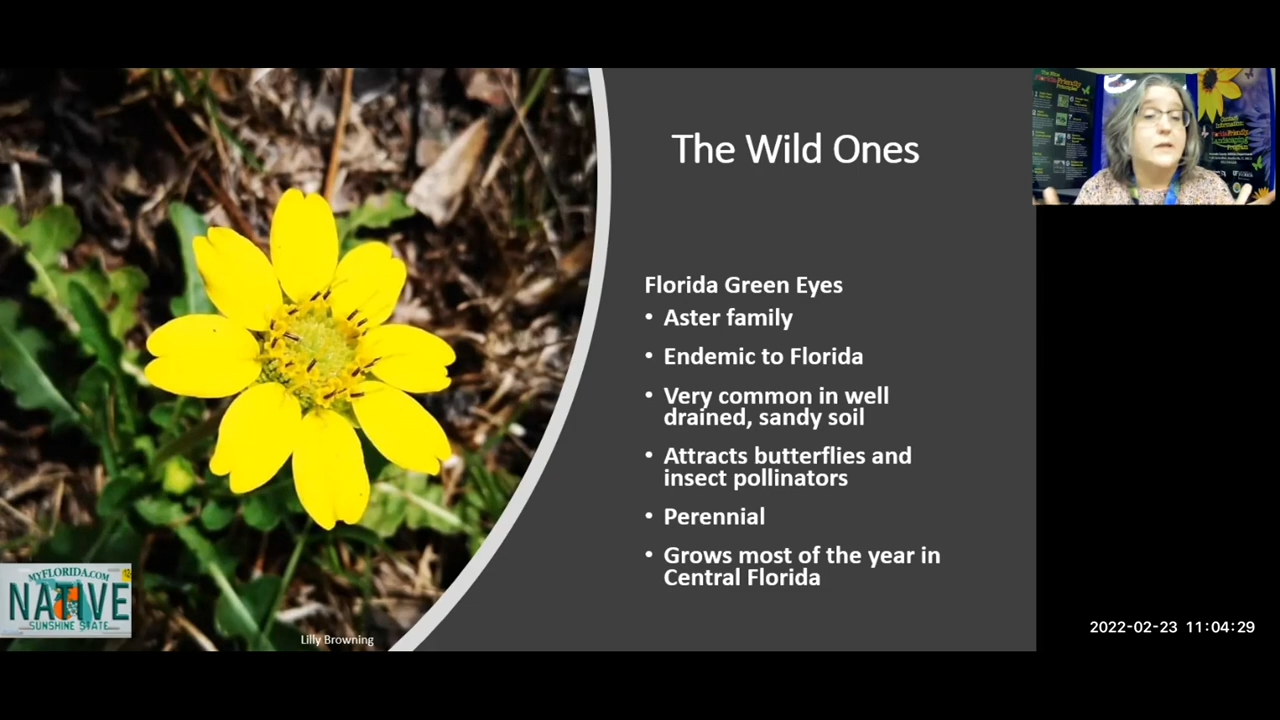 The Wild Ones
Florida Green Eyes
• Aster family
• Endemic to Florida
• Very common in well
drained, sandy soil
• Attracts butterflies and
insect pollinators
• Perennial
• Grows most of the year in
Central Florida
MYFLORIDA.COM
NATIVE
SUNSHINE STATE
Lilly Browning
2022-02-23 11:04:29